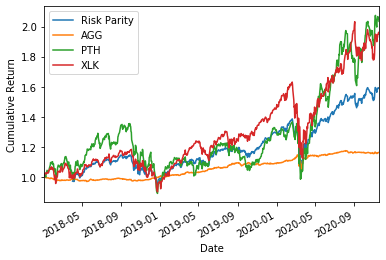 Risk Parity
AGG
PTH
XLK
2.0
1.8
1.6
1.4
1.2
1.0
Cumulative Return
2018-05
2018-09
2019-01
2019-05
2019-09
2020-01
2020-05
2020-09
Date